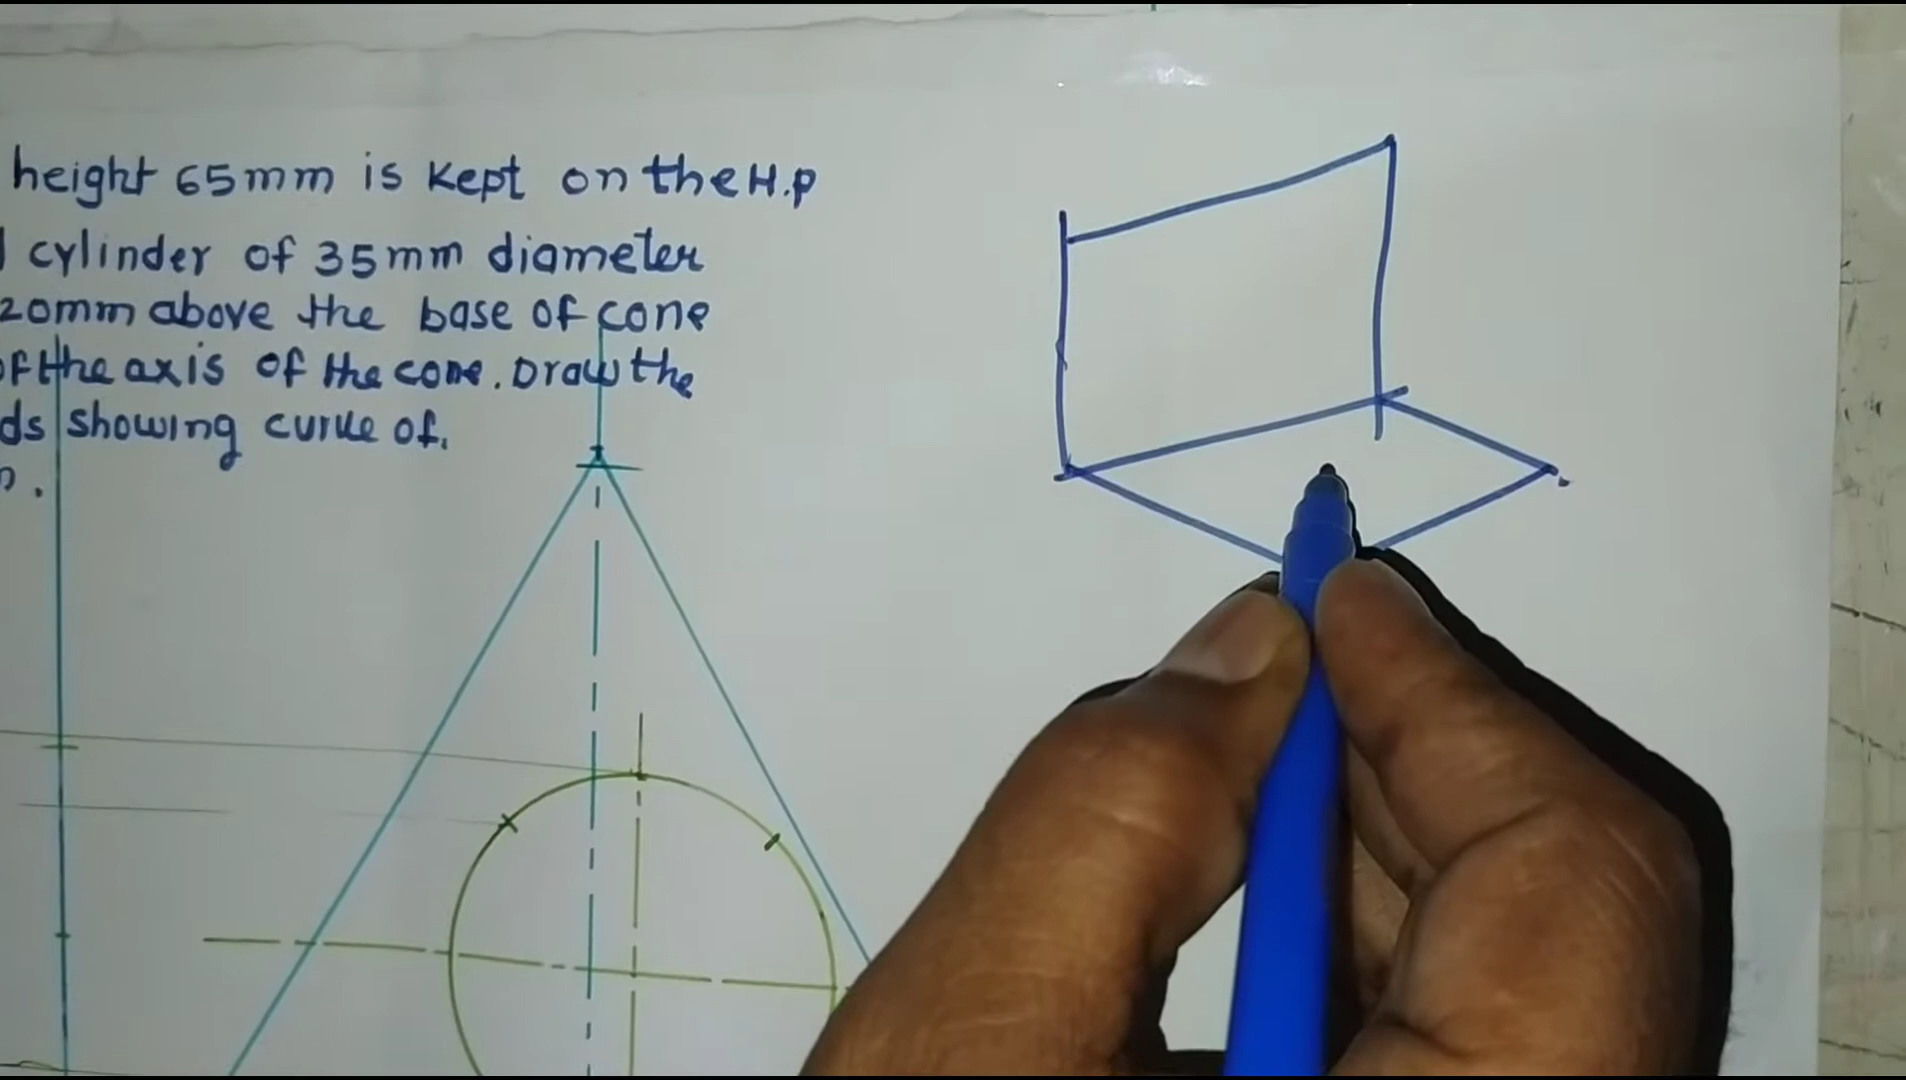 height 65mm is kept on the H.p
cylinder of 35mm diameter
20mm above the base of cone
of the axis of the cone. Draw the
ds showing curve of.